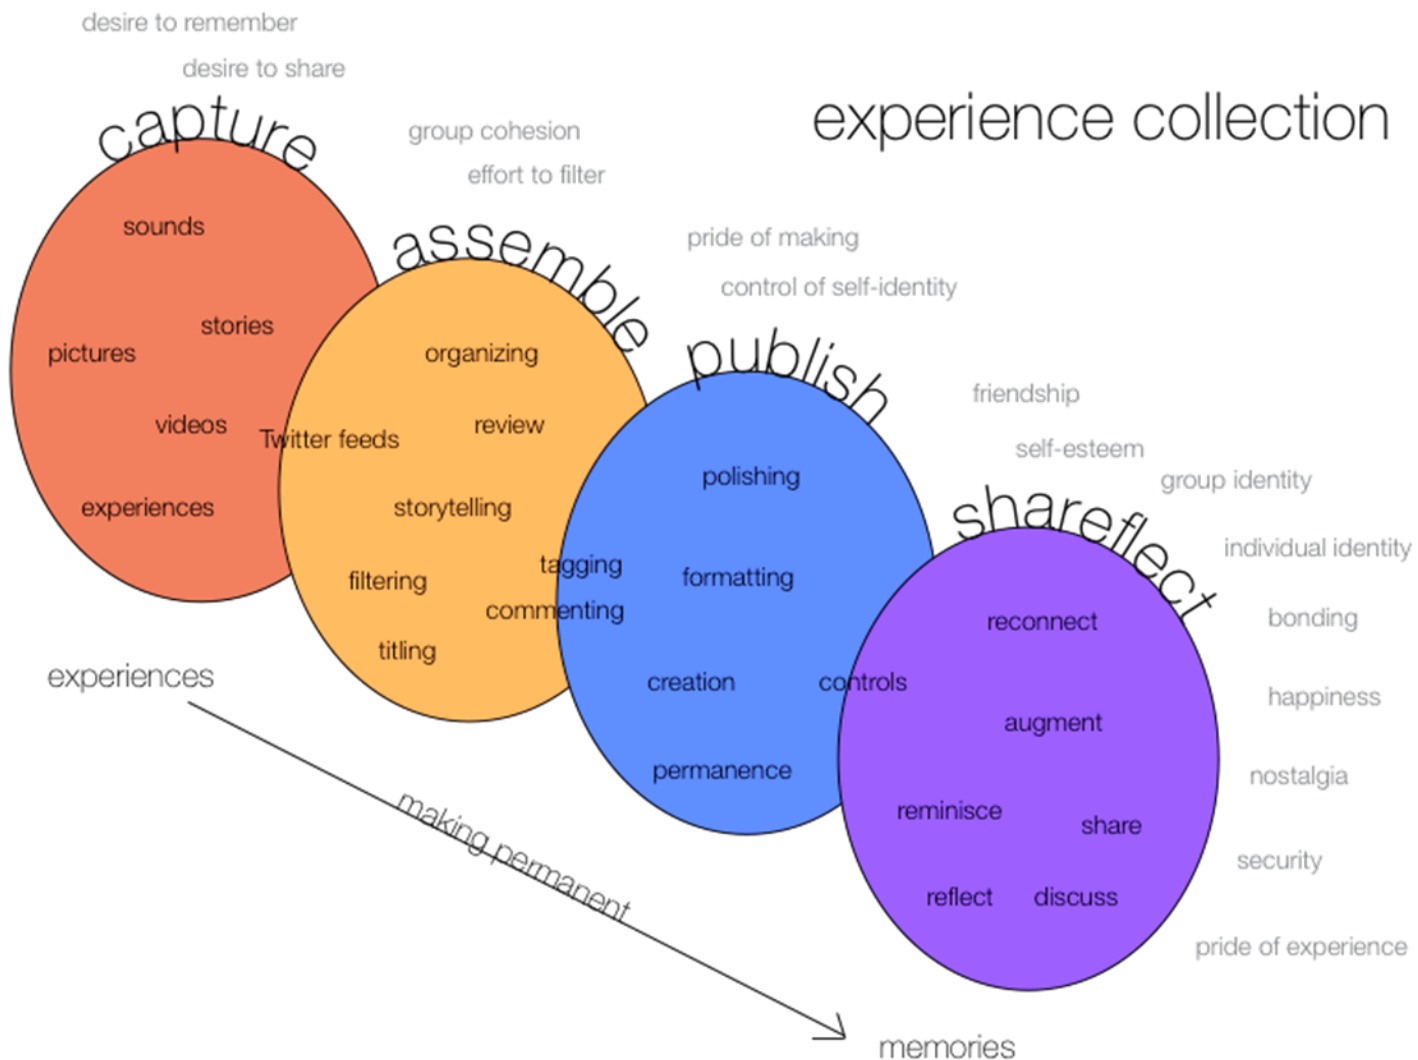 desire to remember
desire to share
experience collection
capture
group cohesion
effort to filter
sounds
stories
pictures
videos
Twitter feeds
experiences
assemble
pride of making
control of self-identity
organizing
review
storytelling
filtering
titling
tagging
commenting
publish
friendship
self-esteem
group identity
individual identity
bonding
happiness
nostalgia
security
pride of experience
polishing
formatting
creation
controls
permanence
shareflect
reconnect
augment
reminisce
share
reflect
discuss
experiences
making permanent
memories